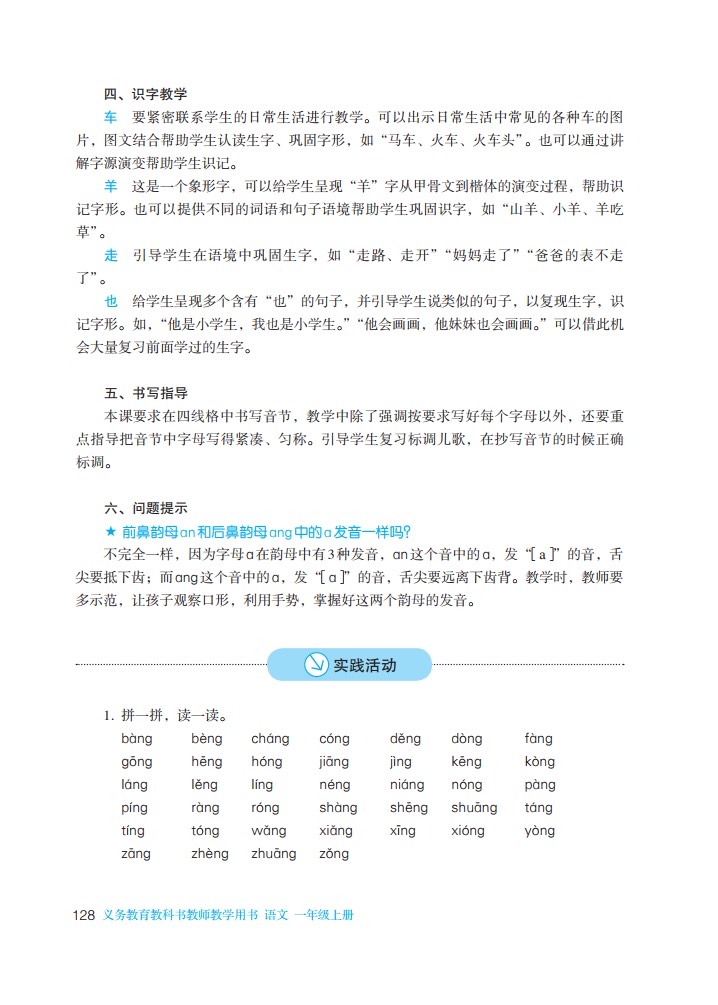 四、识字教学
车 要紧密联系学生的日常生活进行教学。可以出示日常生活中常见的各种车的图
片，图文结合帮助学生认读生字、巩固字形，如“马车、火车、火车头”。也可以通过讲
解字源演变帮助学生识记。
羊 这是一个象形字，可以给学生呈现“羊”字从甲骨文到楷体的演变过程，帮助识
记字形。也可以提供不同的词语和句子语境帮助学生巩固识字，如“山羊、小羊、羊吃
草”。
走 引导学生在语境中巩固生字，如“走路、走开”“妈妈走了”“爸爸的表不走
了”。
也 给学生呈现多个含有“也”的句子，并引导学生说类似的句子，以复现生字，识
记字形。如，“他是小学生，我也是小学生。”“他会画画，他妹妹也会画画。”可以借此机
会大量复习前面学过的生字。
五、书写指导
本课要求在四线格中书写音节，教学中除了强调按要求写好每个字母以外，还要重
点指导把音节中字母写得紧凑、匀称。引导学生复习标调儿歌，在抄写音节的时候正确
标调。
六、问题提示
★ 前鼻韵母an和后鼻韵母ang中的a发音一样吗？
不完全一样，因为字母ɑ在韵母中有3种发音，ɑn这个音中的ɑ，发“[ a ]”的音，舌
尖要抵下齿；而ɑng这个音中的ɑ，发“[ ɑ ]”的音，舌尖要远离下齿背。教学时，教师要
多示范，让孩子观察口形，利用手势，掌握好这两个韵母的发音。
实践活动
1. 拼一拼，读一读。
bàng bèng cháng cóng děng dòng fàng
gōng hēng hóng jiāng jìng kēng kòng
láng lěng líng néng niáng nóng pàng
píng ràng róng shàng shēng shuāng táng
tíng tóng wǎng xiǎng xīng xióng yòng
zāng zhèng zhuāng zǒng
128 义务教育教科书教师教学用书 语文 一年级上册